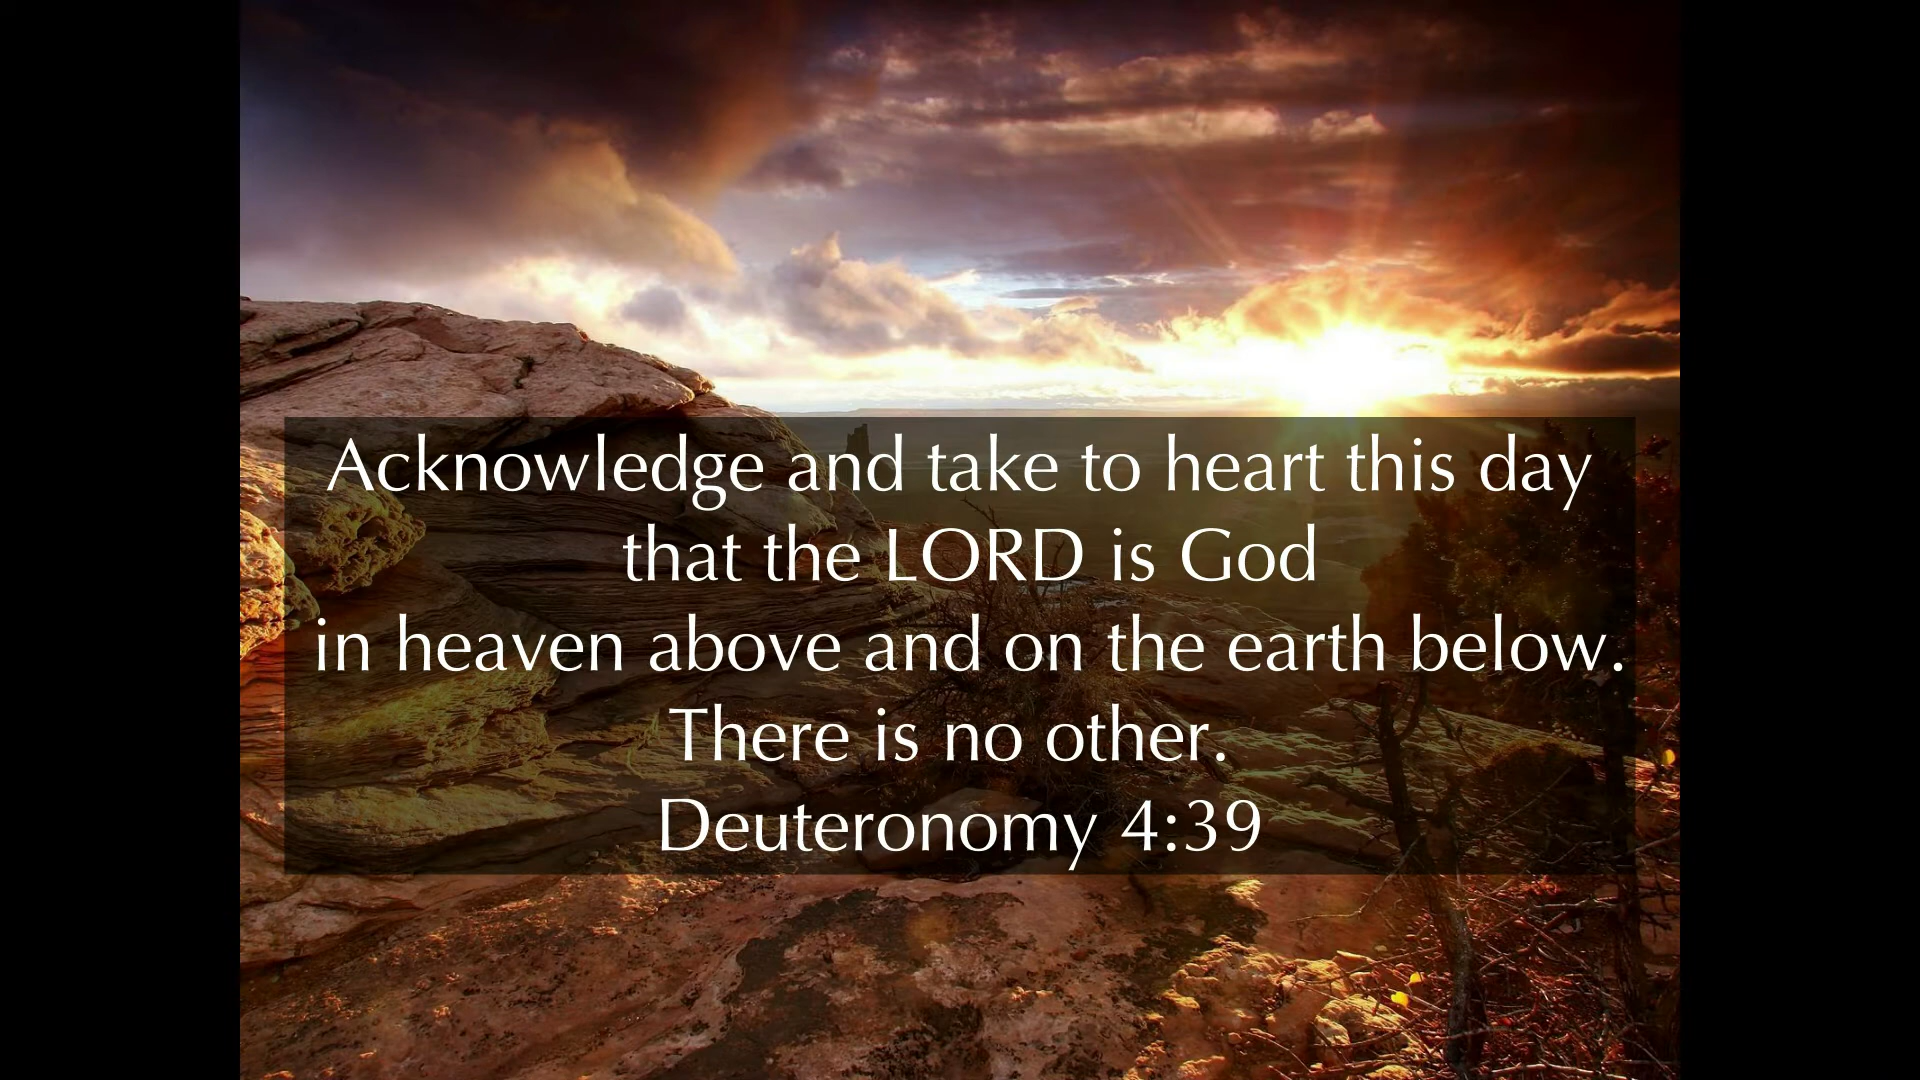 Acknowledge and take to heart this day
that the LORD is God
in heaven above and on the earth below.
There is no other.
Deuteronomy 4:39